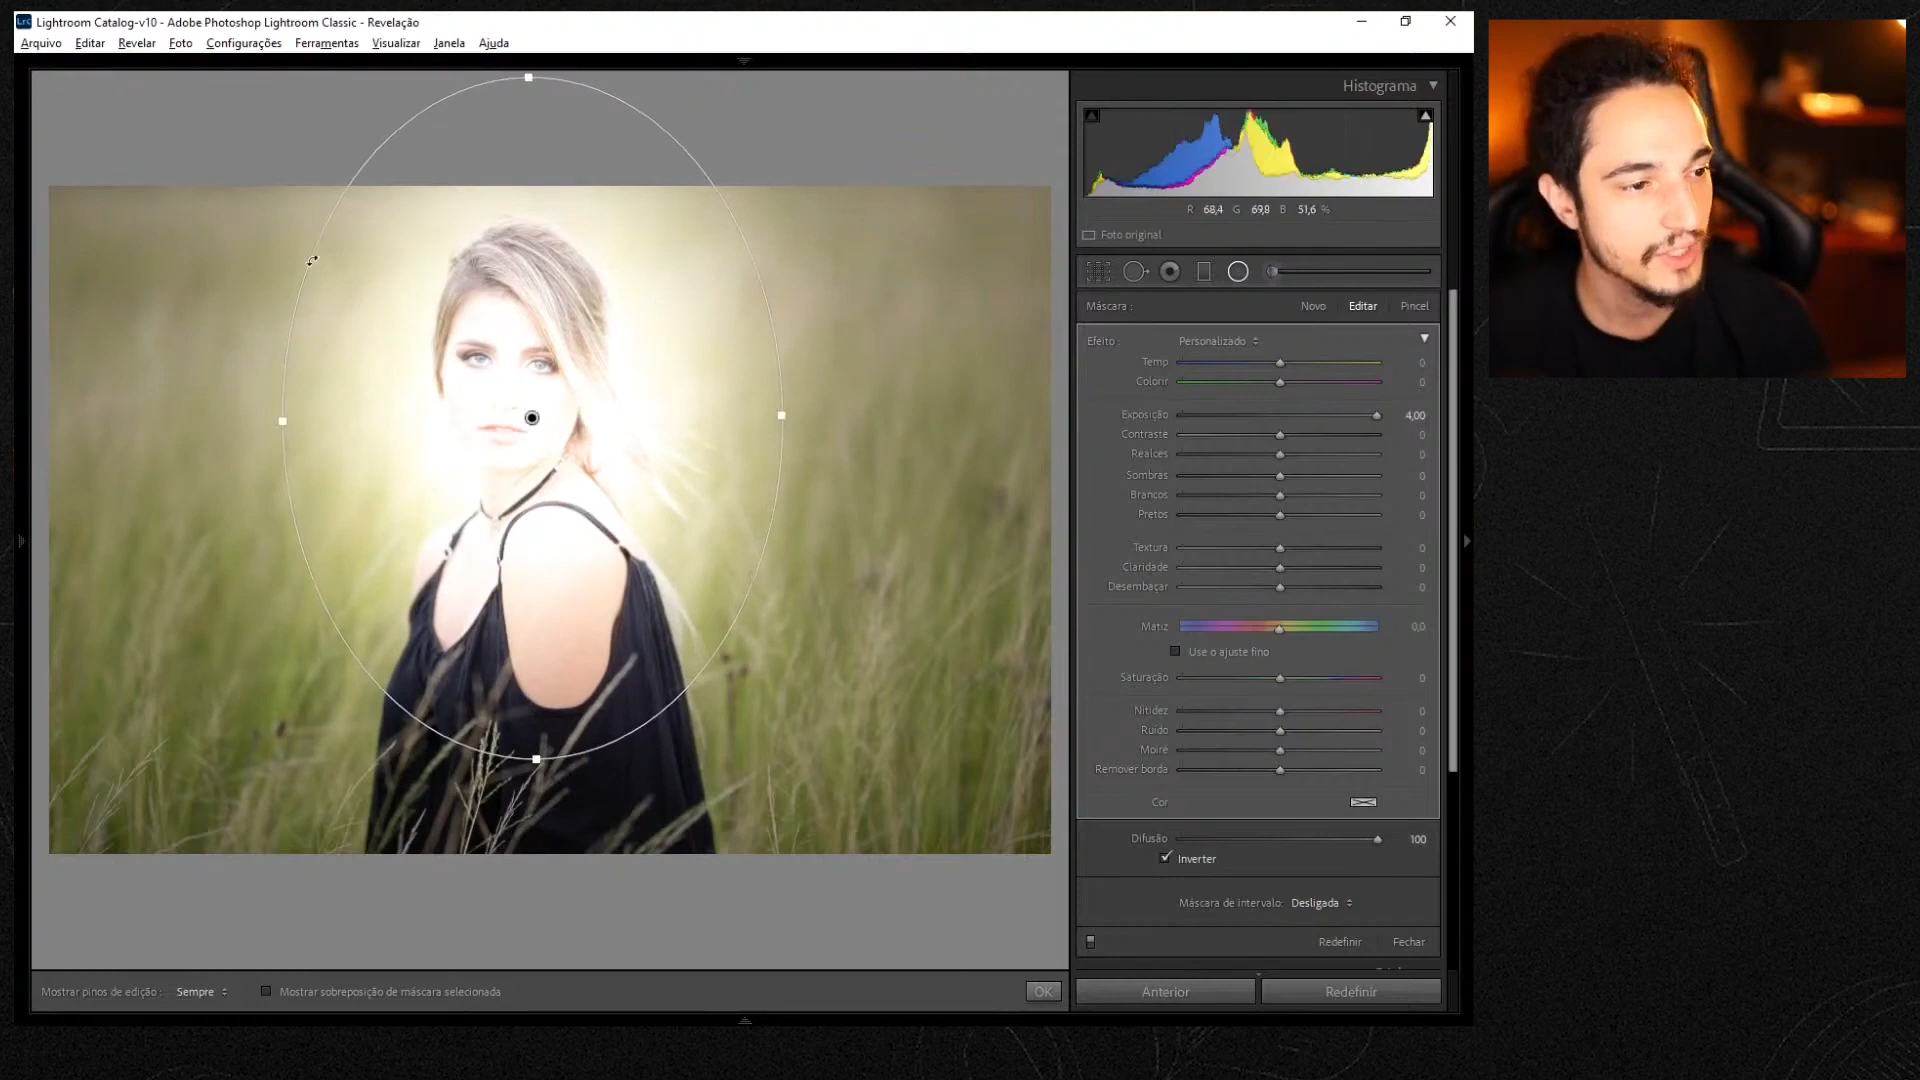 Lrc Lightroom Catalog-v10 - Adobe Photoshop Lightroom Classic - Revelação
Arquivo Editar Revelar Foto Configurações Ferramentas Visualizar Janela Ajuda
Histograma
R 68,4 G 69,8 B 51,6 %
Foto original
Máscara : Novo Editar Pincel
Efeito : Personalizado
Temp 0
Colorir 0
Exposição 4,00
Contraste 0
Realces 0
Sombras 0
Brancos 0
Pretos 0
Textura 0
Claridade 0
Desembaçar 0
Matiz 0,0
Use o ajuste fino
Saturação 0
Nitidez 0
Ruído 0
Moiré 0
Remover borda 0
Cor
Difusão 100
Inverter
Máscara de intervalo: Desligada
Redefinir Fechar
Mostrar pinos de edição : Sempre Mostrar sobreposição de máscara selecionada OK
Anterior Redefinir